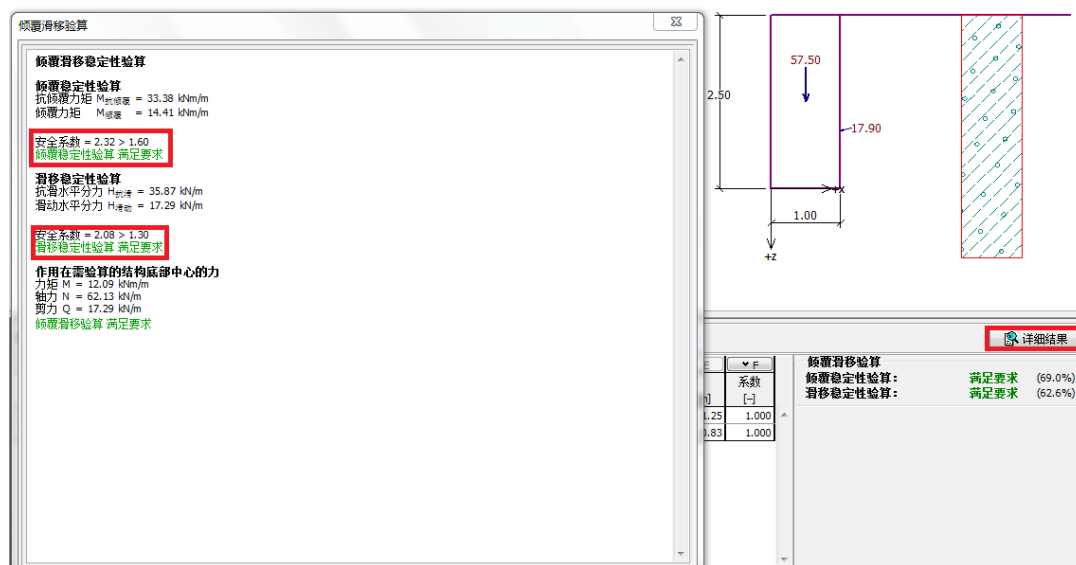 倾覆滑移验算
倾覆滑移稳定性验算
倾覆稳定性验算
抗倾覆力矩 M抗倾覆 = 33.38 kNm/m
倾覆力矩 M倾覆 = 14.41 kNm/m
安全系数 = 2.32 > 1.60
倾覆稳定性验算 满足要求
滑移稳定性验算
抗滑水平分力 H抗滑 = 35.87 kN/m
滑动水平分力 H滑动 = 17.29 kN/m
安全系数 = 2.08 > 1.30
滑移稳定性验算 满足要求
作用在需验算的结构底部中心的力
力矩 M = 12.09 kNm/m
轴力 N = 62.13 kN/m
剪力 Q = 17.29 kN/m
倾覆滑移验算 满足要求
57.50
2.50
17.90
+x
1.00
+z
详细结果
F
系数
[–]
1.25 1.000
0.83 1.000
倾覆滑移验算
倾覆稳定性验算: 满足要求 (69.0%)
滑移稳定性验算: 满足要求 (62.6%)